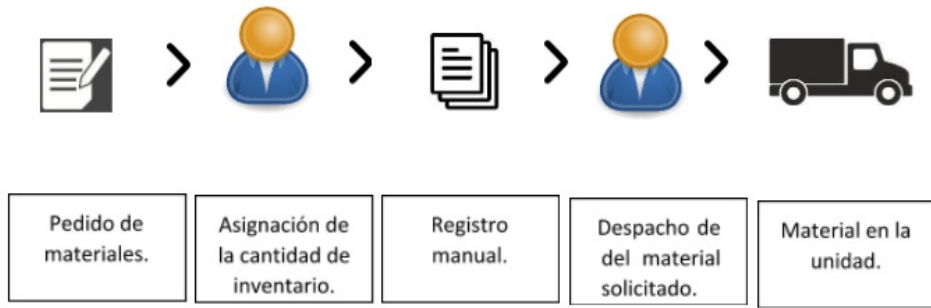 Pedido de
materiales.
Asignación de
la cantidad de
inventario.
Registro
manual.
Despacho de
del material
solicitado.
Material en la
unidad.